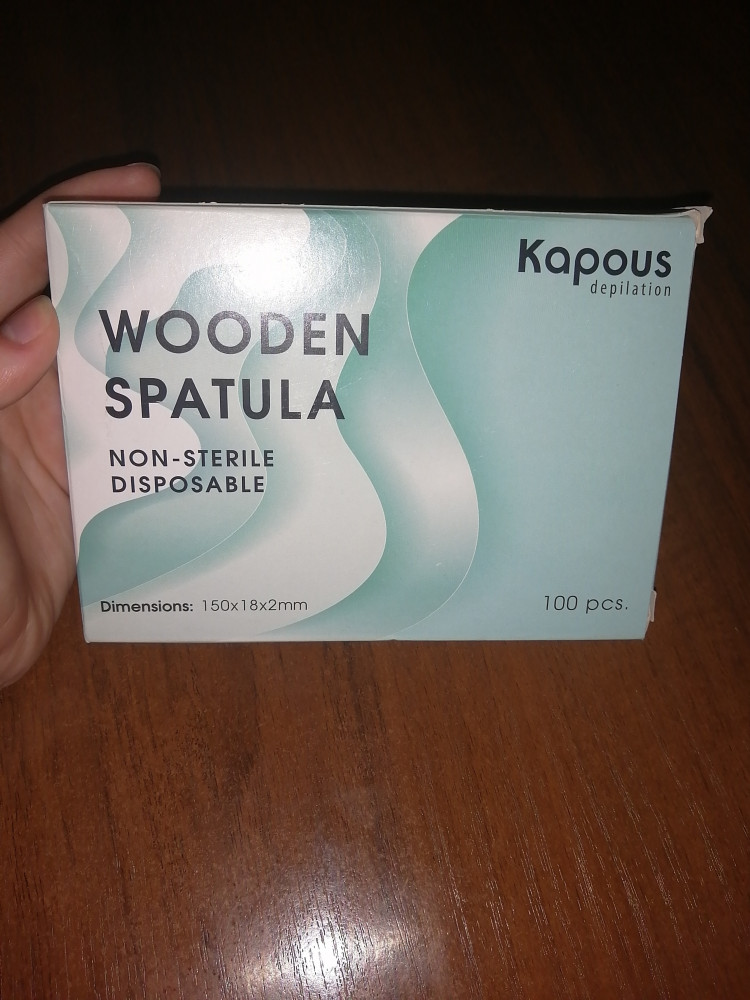 Kapous
depilation
WOODEN
SPATULA
NON-STERILE
DISPOSABLE
Dimensions: 150x18x2mm
100 pcs.